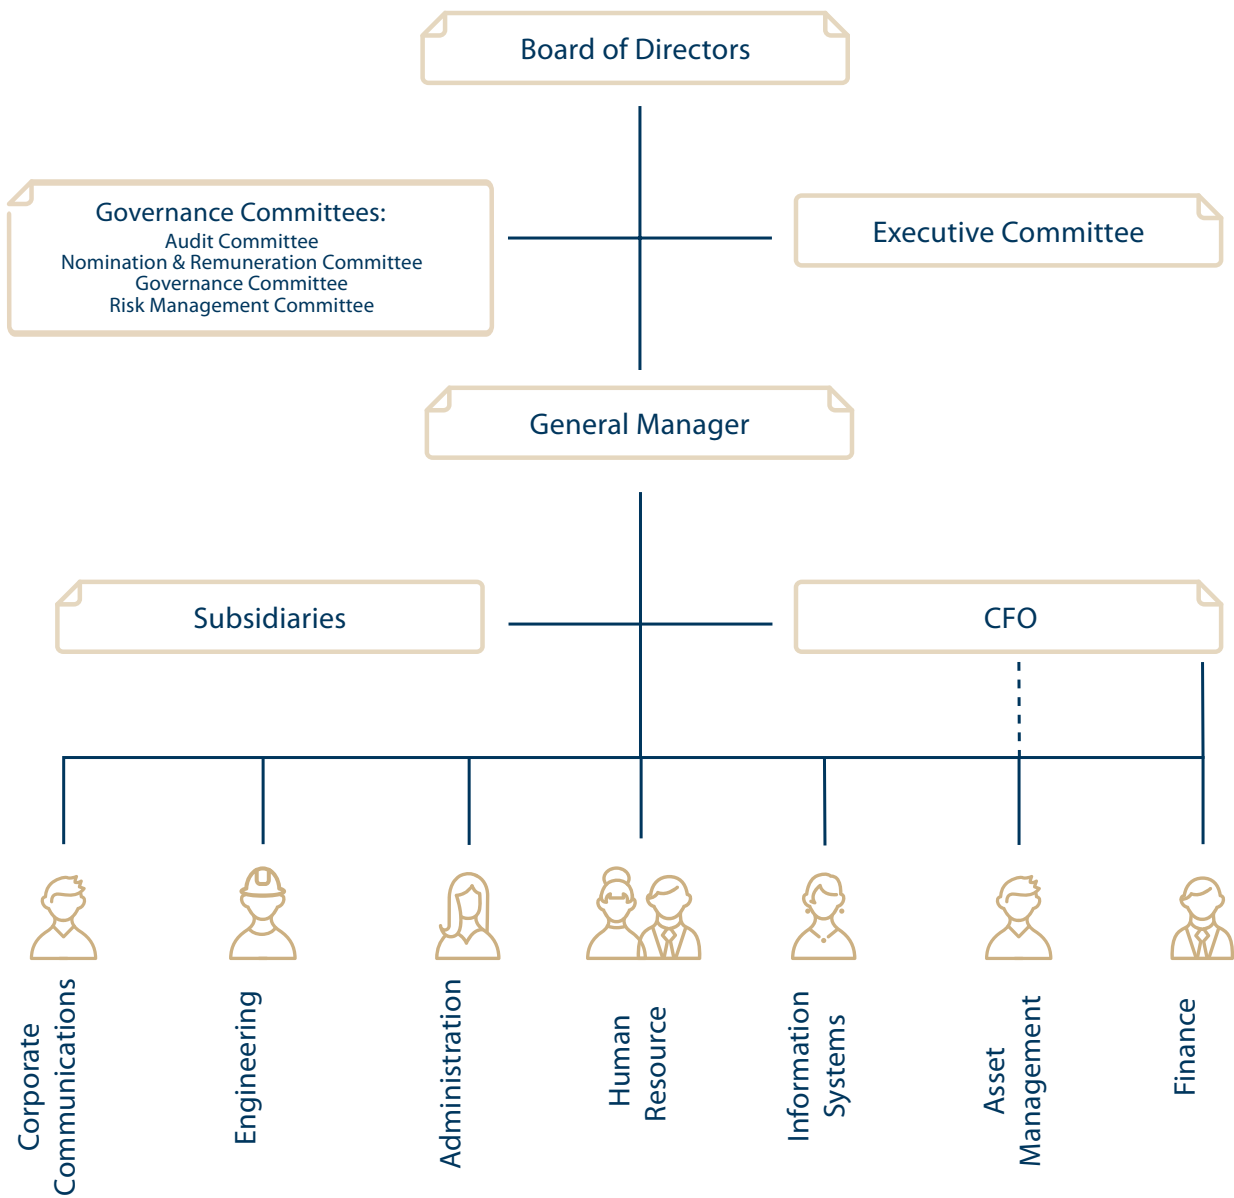 Board of Directors
Governance Committees:
Audit Committee
Nomination & Remuneration Committee
Governance Committee
Risk Management Committee
Executive Committee
General Manager
Subsidiaries
CFO
Corporate
Communications
Engineering
Administration
Human
Resource
Information
Systems
Asset
Management
Finance